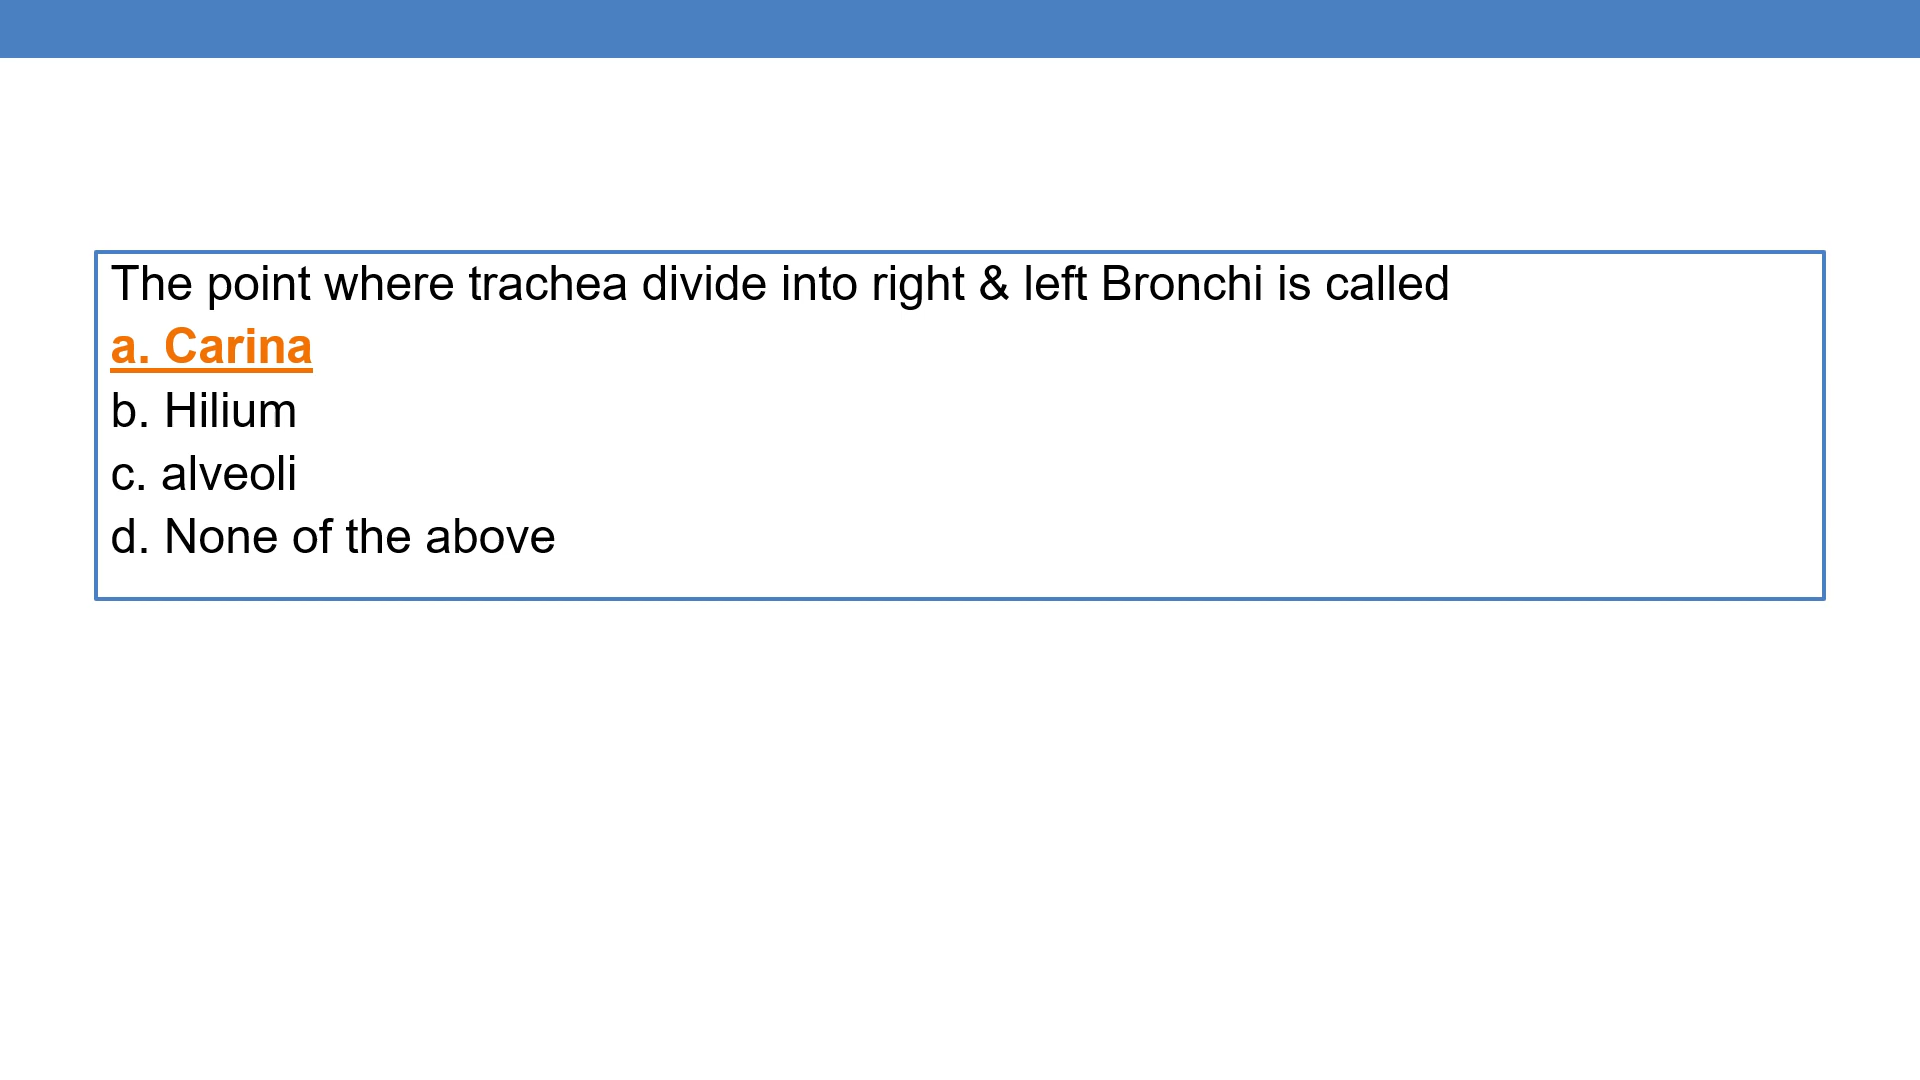 The point where trachea divide into right & left Bronchi is called
a. Carina
b. Hilium
c. alveoli
d. None of the above